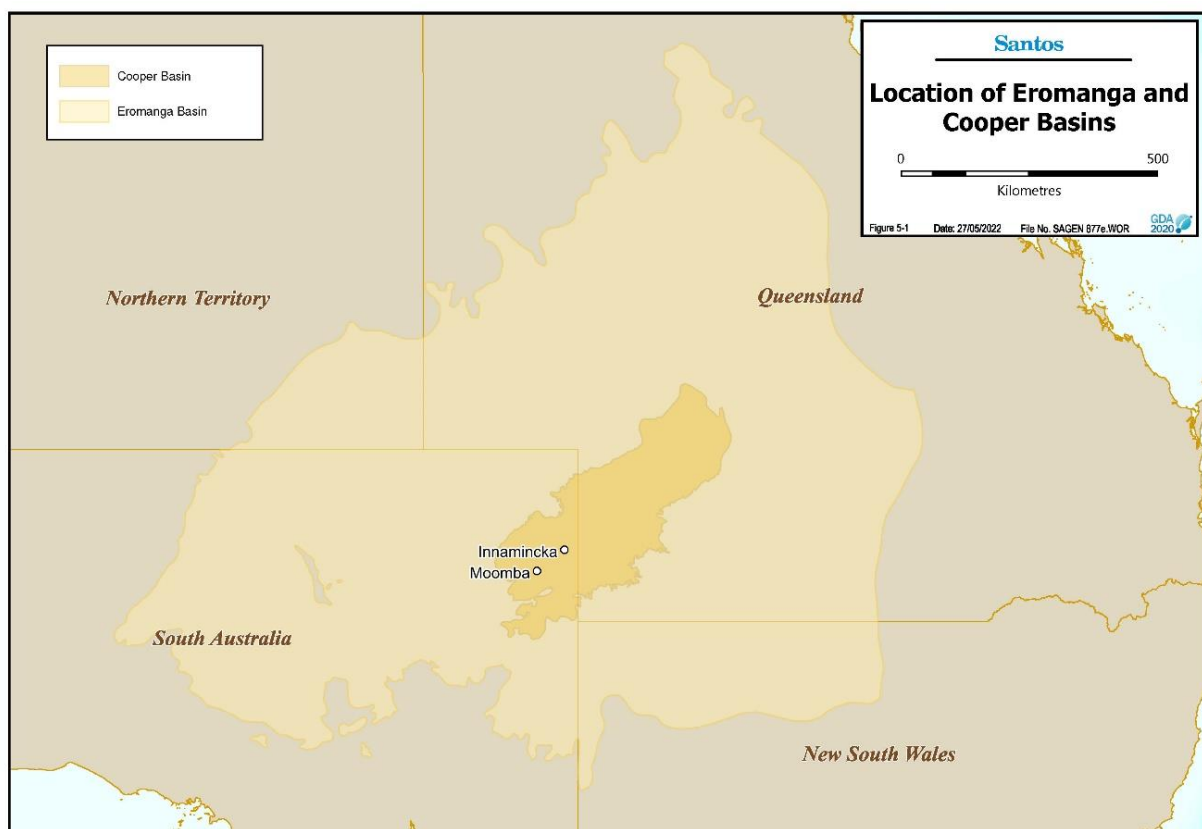 Cooper Basin
Eromanga Basin
Santos
Location of Eromanga and
Cooper Basins
0 500
Kilometres
Figure 5-1 Date: 27/05/2022 File No. SAGEN 877e.WOR
GDA
2020
Northern Territory
Queensland
Innamincka
Moomba
South Australia
New South Wales